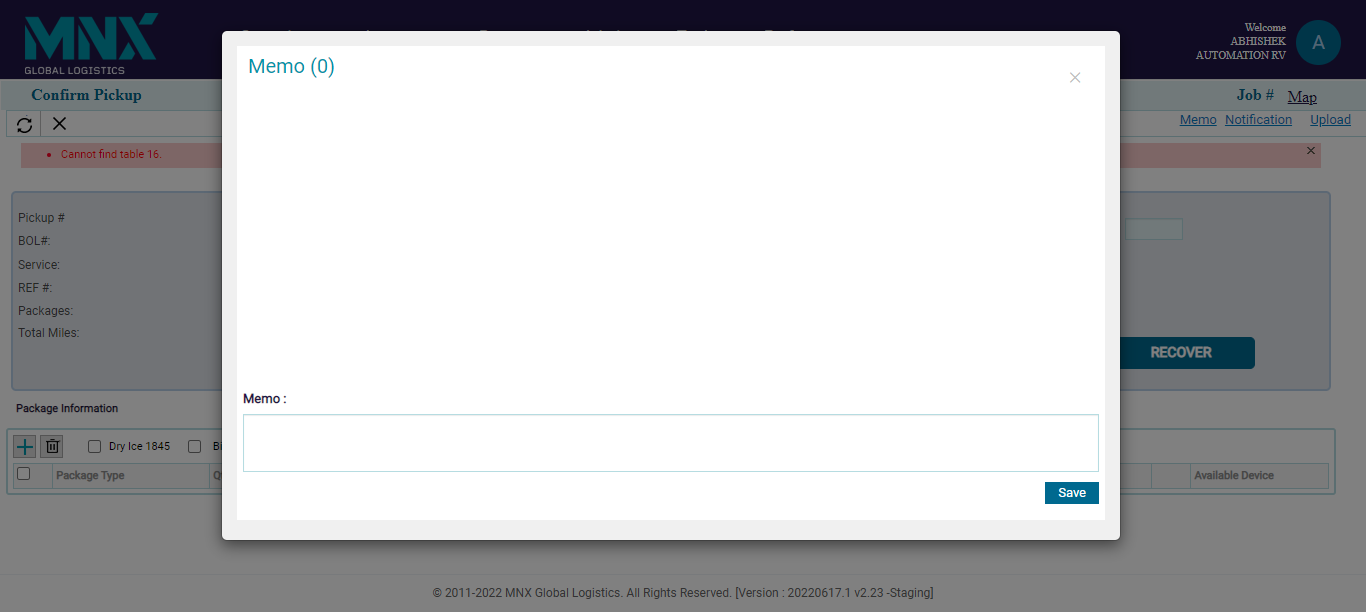 MNX
GLOBAL LOGISTICS
Welcome
ABHISHEK
AUTOMATION RV
A
Confirm Pickup
Job # Map
Memo Notification Upload
Cannot find table 16.
Memo (0)
Pickup #
BOL#:
Service:
REF #:
Packages:
Total Miles:
RECOVER
Memo :
Package Information
Dry Ice 1845
Package Type
Available Device
Save
© 2011-2022 MNX Global Logistics. All Rights Reserved. [Version : 20220617.1 v2.23 -Staging]